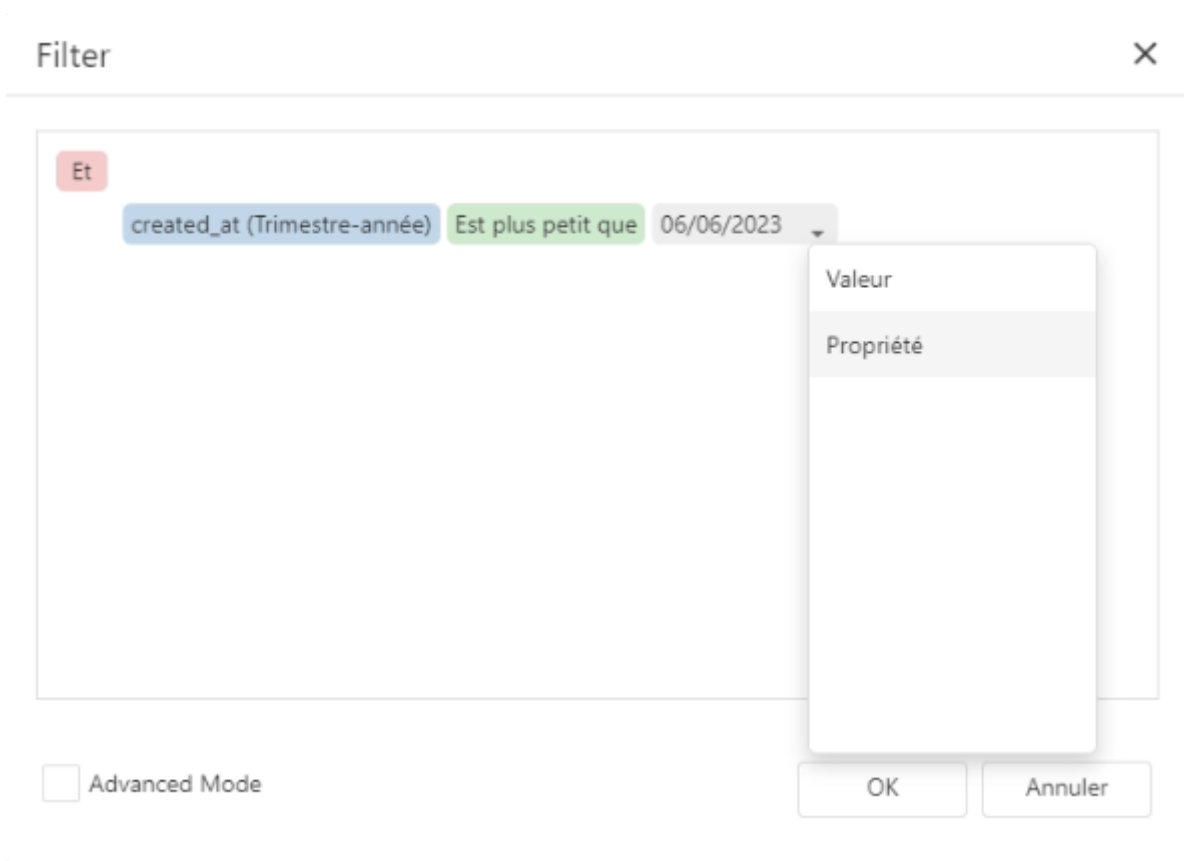 Filter
Et
created_at (Trimestre-année) Est plus petit que 06/06/2023
Valeur
Propriété
Advanced Mode OK Annuler